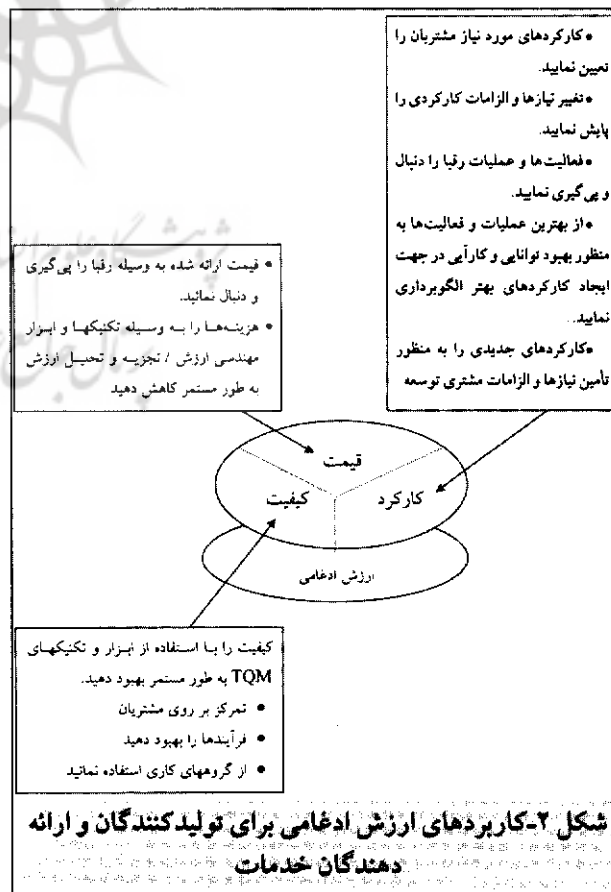 •کارکردهای مورد نیاز مشتریان را
تعیین نمایید.
•تغییر نیازها و الزامات کارکردی را
پایش نمایید.
•فعالیت‌ها و عملیات رقبا را دنبال
و پی‌گیری نمایید.
•از بهترین عملیات و فعالیت‌ها به
منظور بهبود توانایی و کارآیی در جهت
ایجاد کارکردهای بهتر الگوبرداری
نمایید.
•کارکردهای جدیدی را به منظور
تأمین نیازها و الزامات مشتری توسعه
• قیمت ارائه شده به وسیله رقبا را پی‌گیری
و دنبال نمائید.
• هزینه‌ها را به وسیله تکنیکها و ابزار
مهندسی ارزش / تجزیه و تحلیل ارزش
به طور مستمر کاهش دهید
قیمت
کارکرد
کیفیت
ارزش ادغامی
کیفیت را بـا اسـتفاده از ابـزار و تکنیکهـای
TQM به طور مستمر بهبود دهید.
• تمرکز بر روی مشتریان
• فرآیندها را بهبود دهید
• از گروههای کاری استفاده نمائید
شکل ۲-کاربردهای ارزش ادغامی برای تولیدکنندگان و ارائه
دهندگان خدمات